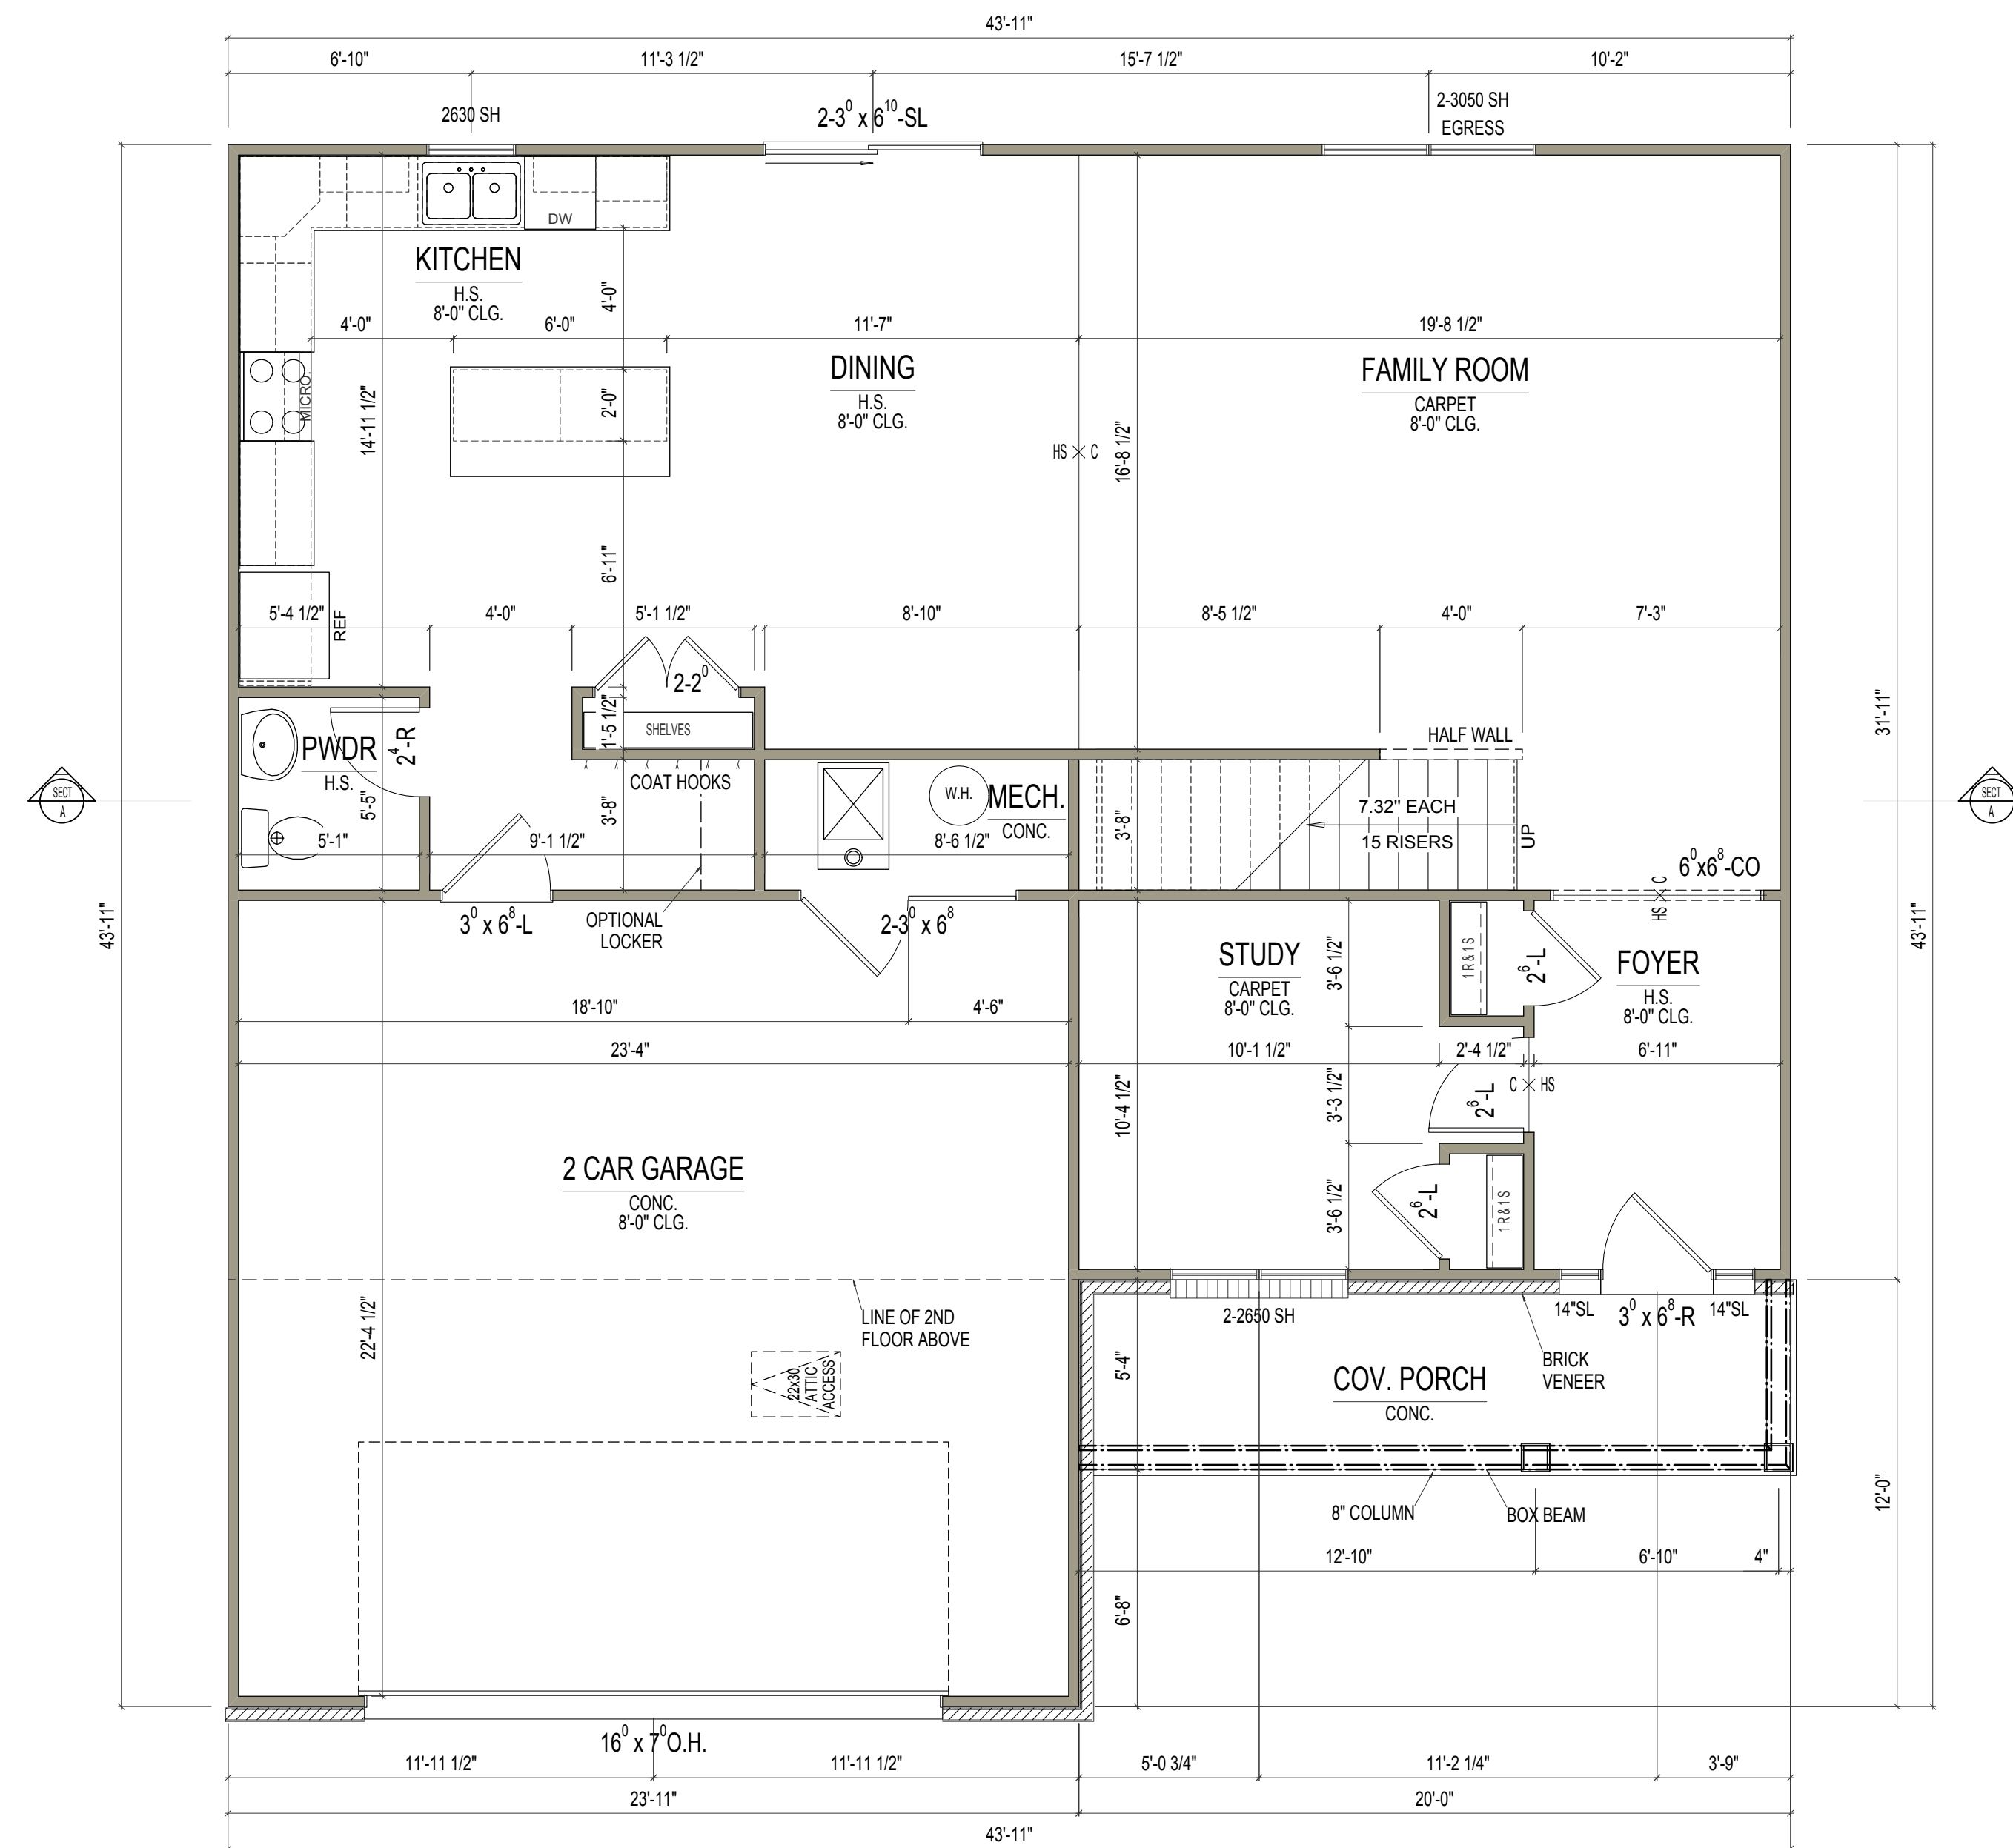 43'-11"
6'-10"
11'-3 1/2"
15'-7 1/2"
10'-2"
2630 SH
2-3⁰ x 6¹⁰-SL
2-3050 SH
EGRESS
DW
KITCHEN
H.S.
8'-0" CLG.
4'-0"
4'-0"
6'-0"
11'-7"
19'-8 1/2"
DINING
H.S.
8'-0" CLG.
FAMILY ROOM
CARPET
8'-0" CLG.
MICRO.
2'-0"
14'-11 1/2"
HS
C
16'-8 1/2"
6'-11"
5'-4 1/2"
REF
4'-0"
5'-1 1/2"
8'-10"
8'-5 1/2"
4'-0"
7'-3"
2-2⁰
1'-5 1/2"
SHELVES
31'-11"
PWDR
H.S.
2⁴-R
HALF WALL
COAT HOOKS
SECT
A
SECT
A
5'-5"
3'-8"
W.H.
MECH.
CONC.
3'-8"
7.32" EACH
15 RISERS
UP
5'-1"
9'-1 1/2"
8'-6 1/2"
6⁰x6⁸-CO
C
HS
43'-11"
43'-11"
3⁰ x 6⁸-L
OPTIONAL
LOCKER
2-3⁰ x 6⁸
STUDY
CARPET
8'-0" CLG.
3'-6 1/2"
1R&1S
2⁶-L
FOYER
H.S.
8'-0" CLG.
18'-10"
4'-6"
23'-4"
10'-1 1/2"
2'-4 1/2"
6'-11"
10'-4 1/2"
3'-3 1/2"
2⁶-L
C
HS
2 CAR GARAGE
CONC.
8'-0" CLG.
3'-6 1/2"
2⁶-L
1R&1S
LINE OF 2ND
FLOOR ABOVE
22'-4 1/2"
2-2650 SH
14"SL
3⁰ x 6⁸-R
14"SL
5'-4"
COV. PORCH
CONC.
BRICK
VENEER
22x30
ATTIC
ACCESS
8" COLUMN
BOX BEAM
12'-0"
12'-10"
6'-10"
4"
6'-8"
16⁰ x 7⁰O.H.
11'-11 1/2"
11'-11 1/2"
5'-0 3/4"
11'-2 1/4"
3'-9"
23'-11"
20'-0"
43'-11"